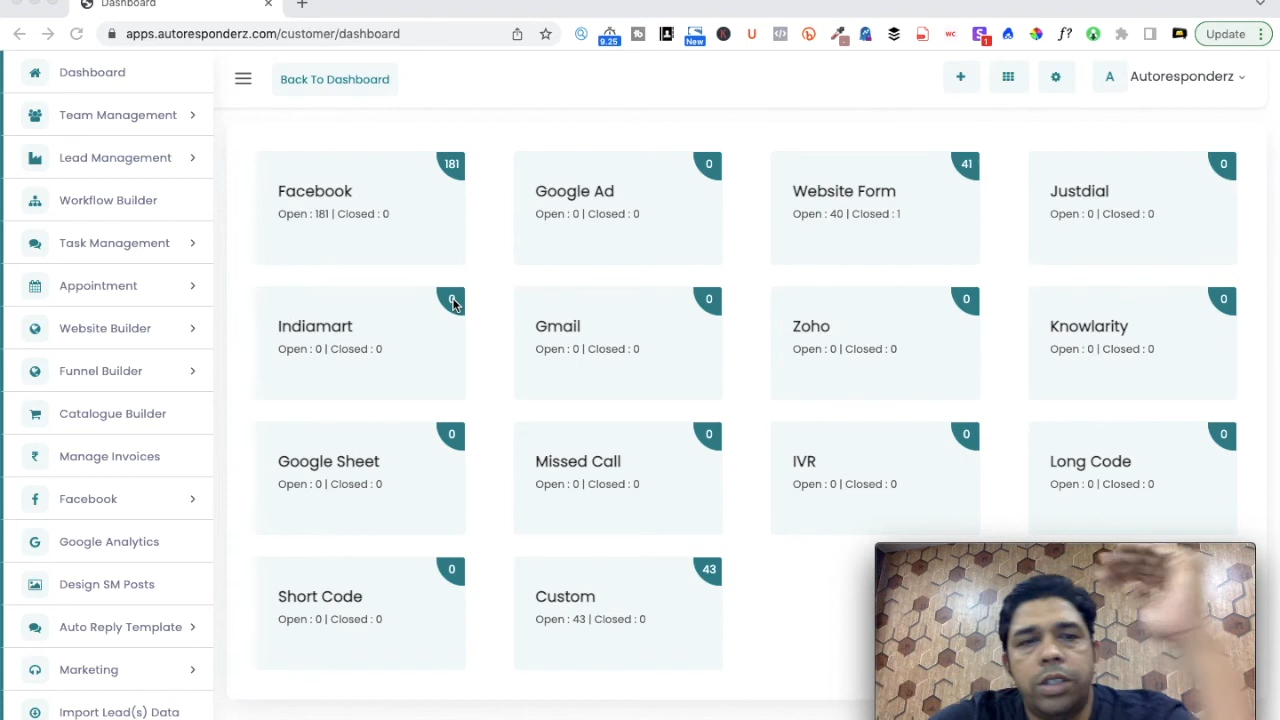 Dashboard
apps.autoresponderz.com/customer/dashboard
9.25
New
U
wc
1
f?
Update
Dashboard
Team Management
Lead Management
Workflow Builder
Task Management
Appointment
Website Builder
Funnel Builder
Catalogue Builder
Manage Invoices
Facebook
Google Analytics
Design SM Posts
Auto Reply Template
Marketing
Import Lead(s) Data
Back To Dashboard
A Autoresponderz
181
Facebook
Open : 181 | Closed : 0
0
Google Ad
Open : 0 | Closed : 0
41
Website Form
Open : 40 | Closed : 1
0
Justdial
Open : 0 | Closed : 0
Indiamart
Open : 0 | Closed : 0
0
Gmail
Open : 0 | Closed : 0
0
Zoho
Open : 0 | Closed : 0
0
Knowlarity
Open : 0 | Closed : 0
0
Google Sheet
Open : 0 | Closed : 0
0
Missed Call
Open : 0 | Closed : 0
0
IVR
Open : 0 | Closed : 0
0
Long Code
Open : 0 | Closed : 0
0
Short Code
Open : 0 | Closed : 0
43
Custom
Open : 43 | Closed : 0